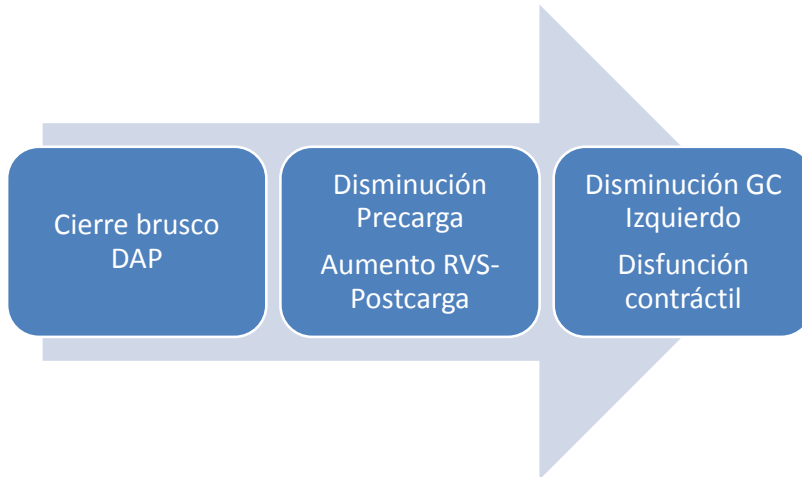 Cierre brusco
DAP
Disminución
Precarga
Aumento RVS-
Postcarga
Disminución GC
Izquierdo
Disfunción
contráctil